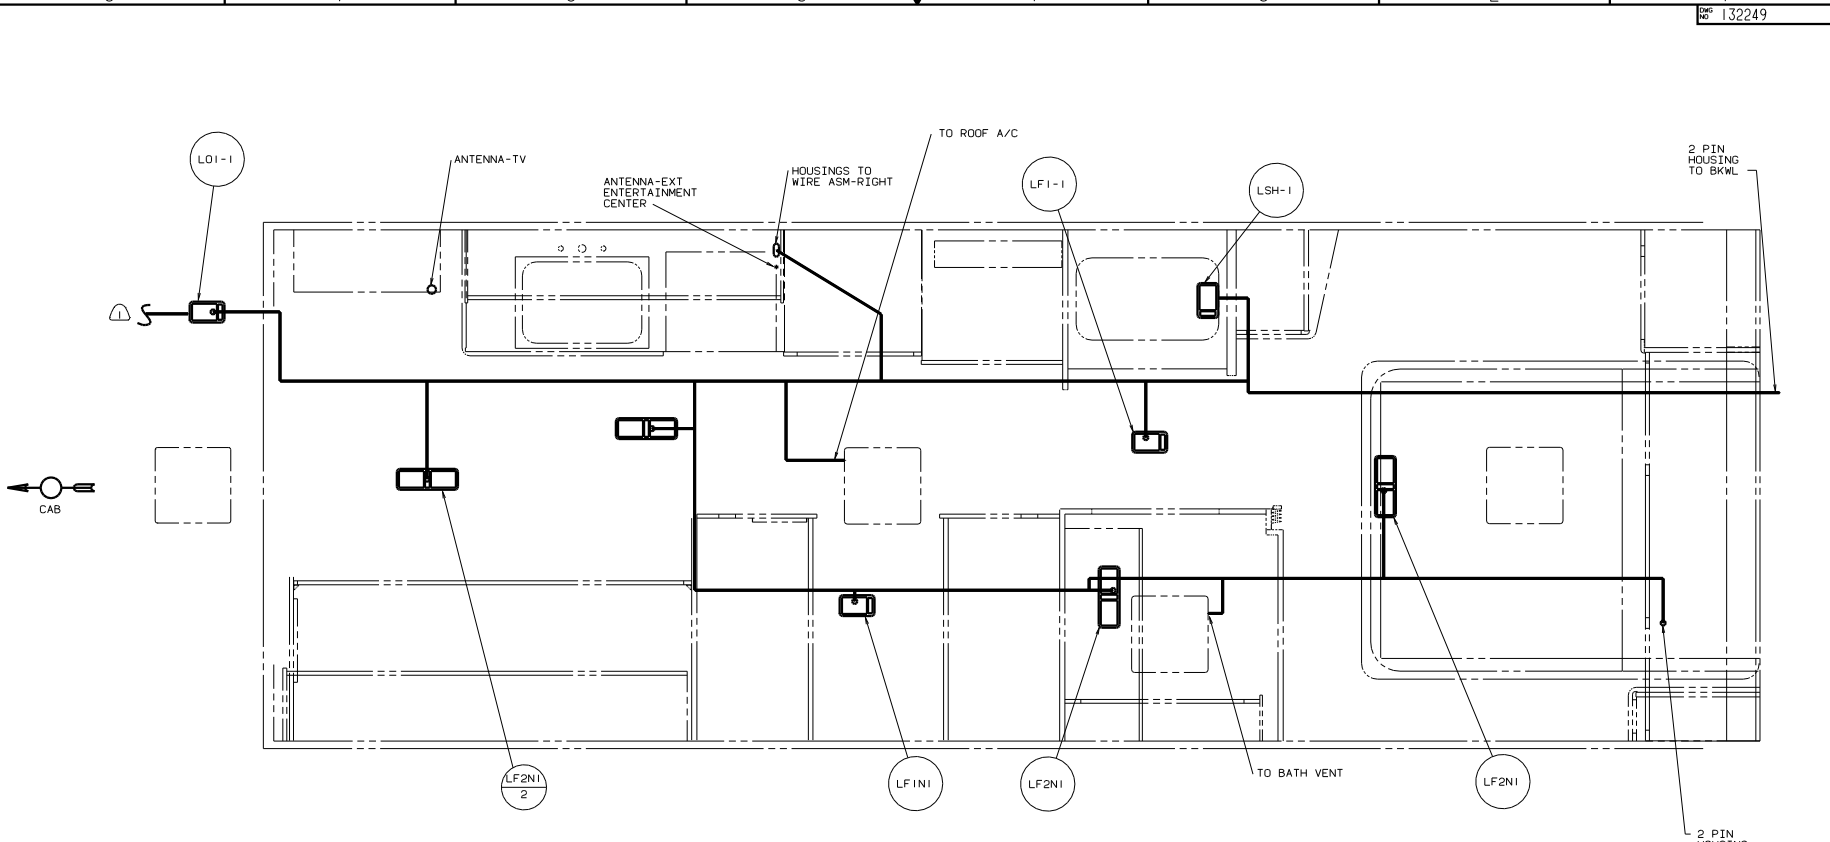 DWG
NO 132249
TO ROOF A/C
LO1-1
ANTENNA-TV
2 PIN
HOUSING
TO BKWL
HOUSINGS TO
WIRE ASM-RIGHT
ANTENNA-EXT
ENTERTAINMENT
CENTER
LF1-1
LSH-1
1
CAB
LF2N1
2
LF1N1
LF2N1
TO BATH VENT
LF2N1
2 PIN